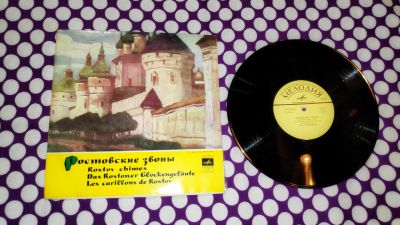 Ростовские звоны
Rostov chimes
Das Rostower Glockengeläute
Les carillons de Rostov
МЕЛОДИЯ